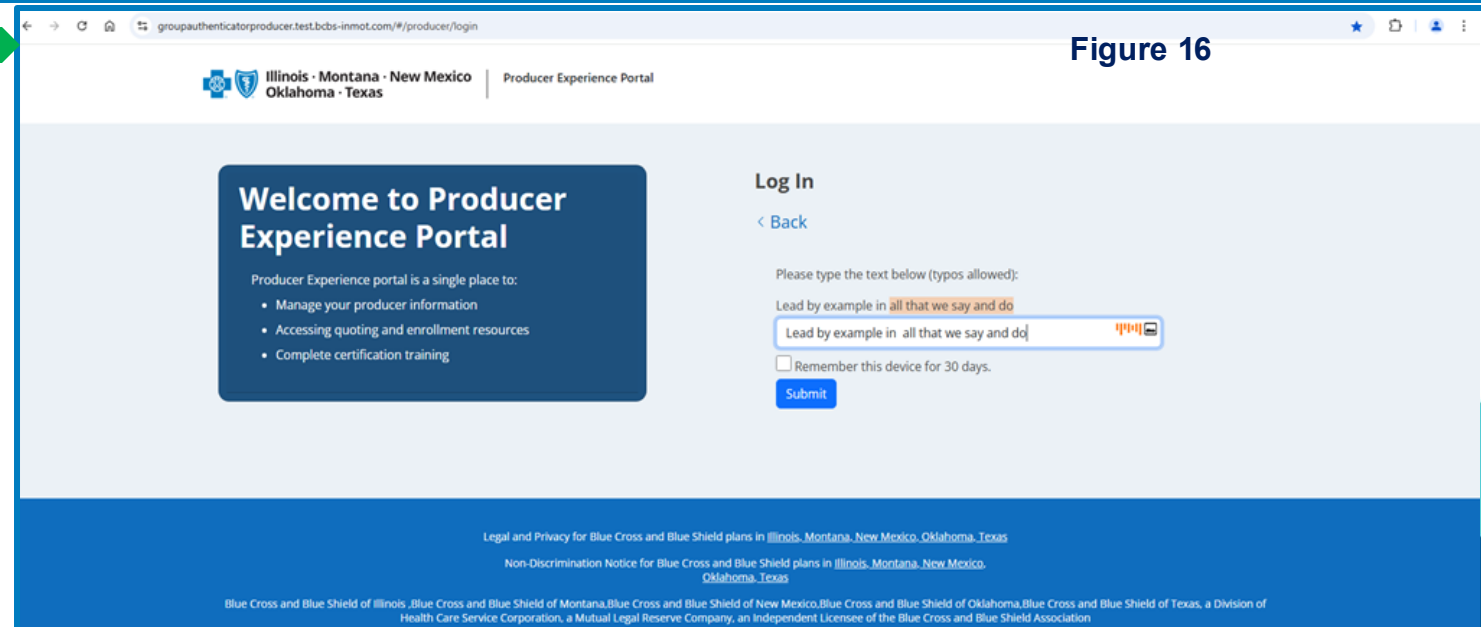 groupauthenticatorproducer.test.bcbs-inmot.com/#/producer/login
Figure 16
Illinois · Montana · New Mexico
Oklahoma · Texas
Producer Experience Portal
Welcome to Producer
Experience Portal
Producer Experience portal is a single place to:
• Manage your producer information
• Accessing quoting and enrollment resources
• Complete certification training
Log In
< Back
Please type the text below (typos allowed):
Lead by example in all that we say and do
Lead by example in  all that we say and do
Remember this device for 30 days.
Submit
Legal and Privacy for Blue Cross and Blue Shield plans in Illinois, Montana, New Mexico, Oklahoma, Texas
Non-Discrimination Notice for Blue Cross and Blue Shield plans in Illinois, Montana, New Mexico,
Oklahoma, Texas
Blue Cross and Blue Shield of Illinois ,Blue Cross and Blue Shield of Montana,Blue Cross and Blue Shield of New Mexico,Blue Cross and Blue Shield of Oklahoma,Blue Cross and Blue Shield of Texas, a Division of
Health Care Service Corporation, a Mutual Legal Reserve Company, an Independent Licensee of the Blue Cross and Blue Shield Association